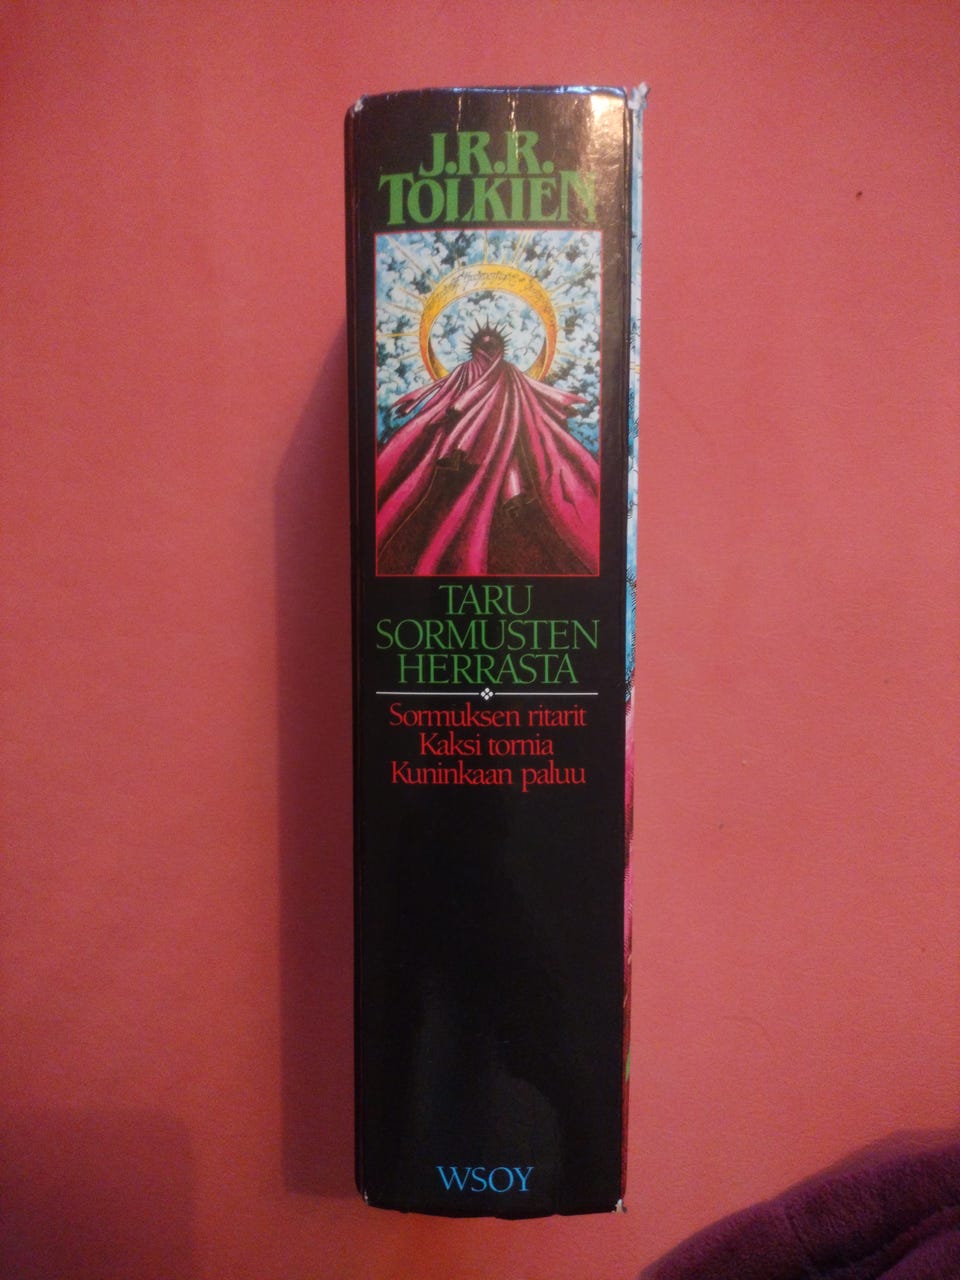 J.R.R.
TOLKIEN
TARU
SORMUSTEN
HERRASTA
Sormuksen ritarit
Kaksi tornia
Kuninkaan paluu
WSOY